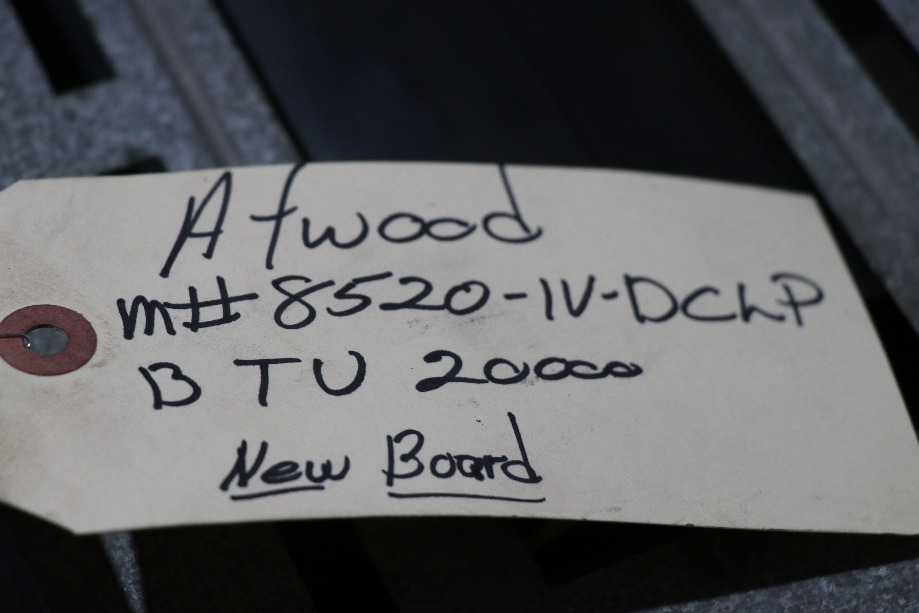 Atwood
M# 8520-IV-DCLP
BTU 20000
New Board